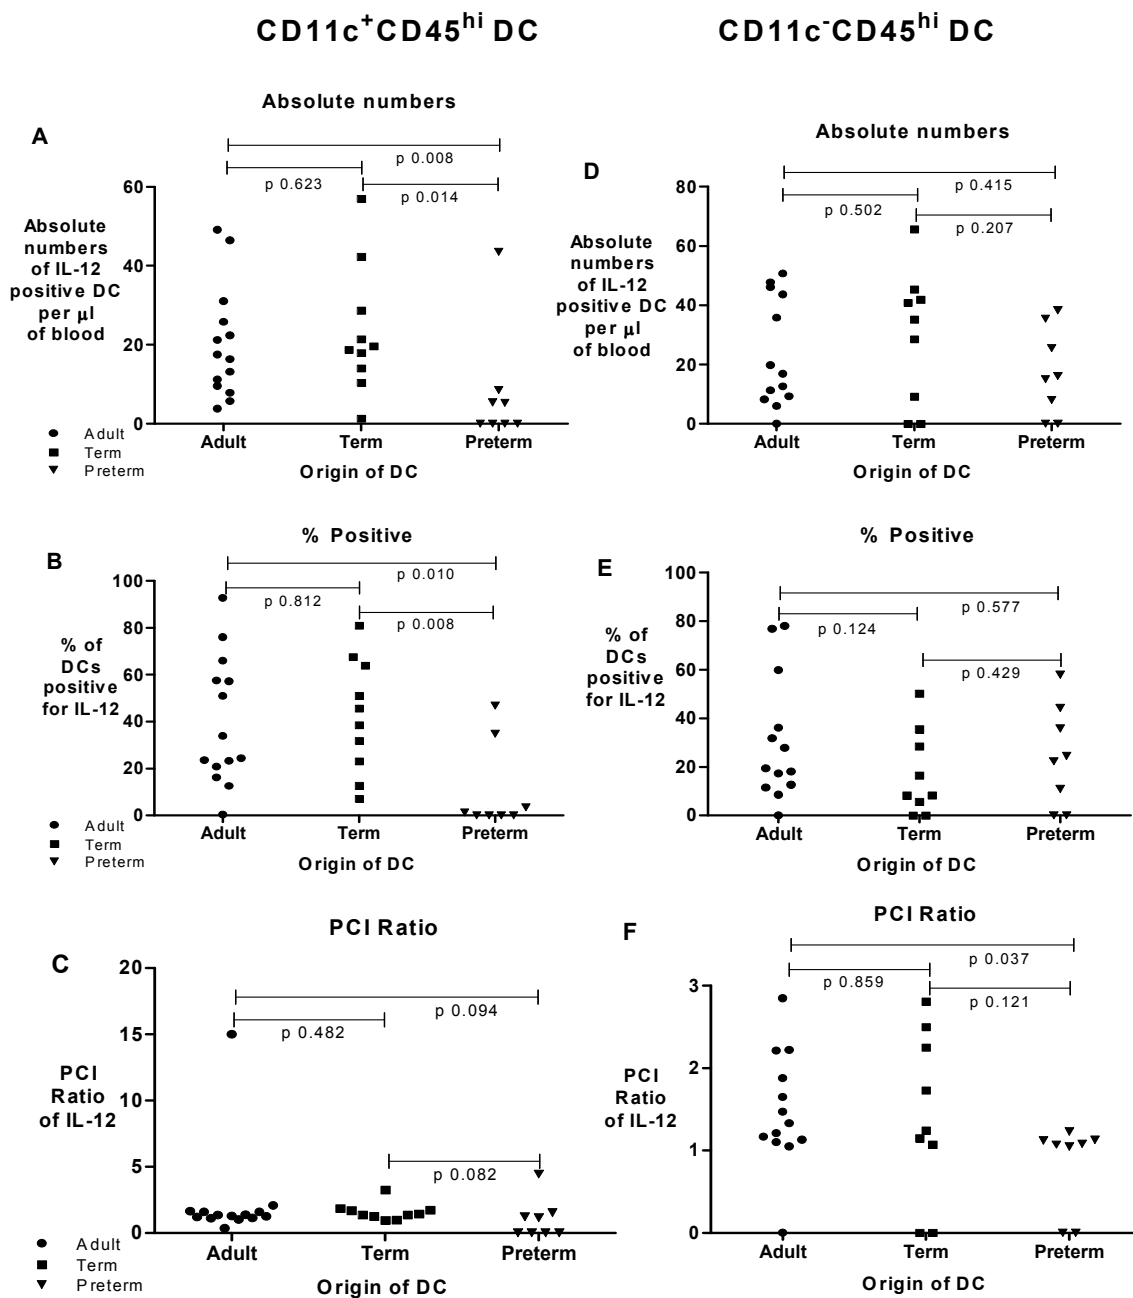 CD11c+CD45hi DC
CD11c-CD45hi DC
Absolute numbers
A
p 0.008
p 0.623
p 0.014
60
40
20
0
Absolute
numbers
of IL-12
positive DC
per µl
of blood
Adult
Term
Preterm
Adult
Term
Preterm
Origin of DC
Absolute numbers
D
p 0.415
p 0.502
p 0.207
80
60
40
20
0
Absolute
numbers
of IL-12
positive DC
per µl
of blood
Adult
Term
Preterm
Origin of DC
% Positive
B
p 0.010
p 0.812
p 0.008
100
80
60
40
20
0
% of
DCs
positive
for IL-12
Adult
Term
Preterm
Adult
Term
Preterm
Origin of DC
% Positive
E
p 0.577
p 0.124
p 0.429
100
80
60
40
20
0
% of
DCs
positive
for IL-12
Adult
Term
Preterm
Origin of DC
PCI Ratio
C
p 0.094
p 0.482
p 0.082
20
15
10
5
0
PCI
Ratio
of IL-12
Adult
Term
Preterm
Adult
Term
Preterm
Origin of DC
PCI Ratio
F
p 0.037
p 0.859
p 0.121
3
2
1
0
PCI
Ratio
of IL-12
Adult
Term
Preterm
Origin of DC